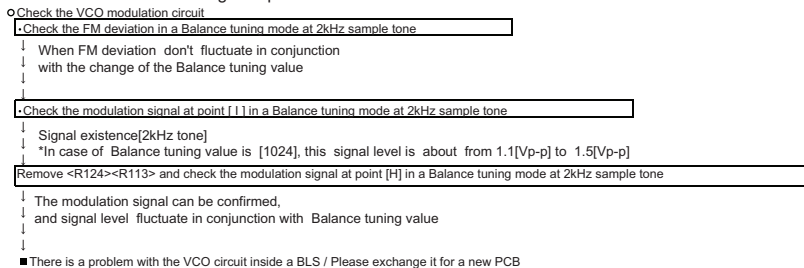 Check the VCO modulation circuit
・Check the FM deviation in a Balance tuning mode at 2kHz sample tone
↓ When FM deviation don't fluctuate in conjunction
↓ with the change of the Balance tuning value
↓
↓
・Check the modulation signal at point [ I ] in a Balance tuning mode at 2kHz sample tone
↓ Signal existence[2kHz tone]
↓ *In case of Balance tuning value is [1024], this signal level is about from 1.1[Vp-p] to 1.5[Vp-p]
↓
Remove <R124><R113> and check the modulation signal at point [H] in a Balance tuning mode at 2kHz sample tone
↓ The modulation signal can be confirmed,
↓ and signal level fluctuate in conjunction with Balance tuning value
↓
↓
■There is a problem with the VCO circuit inside a BLS / Please exchange it for a new PCB